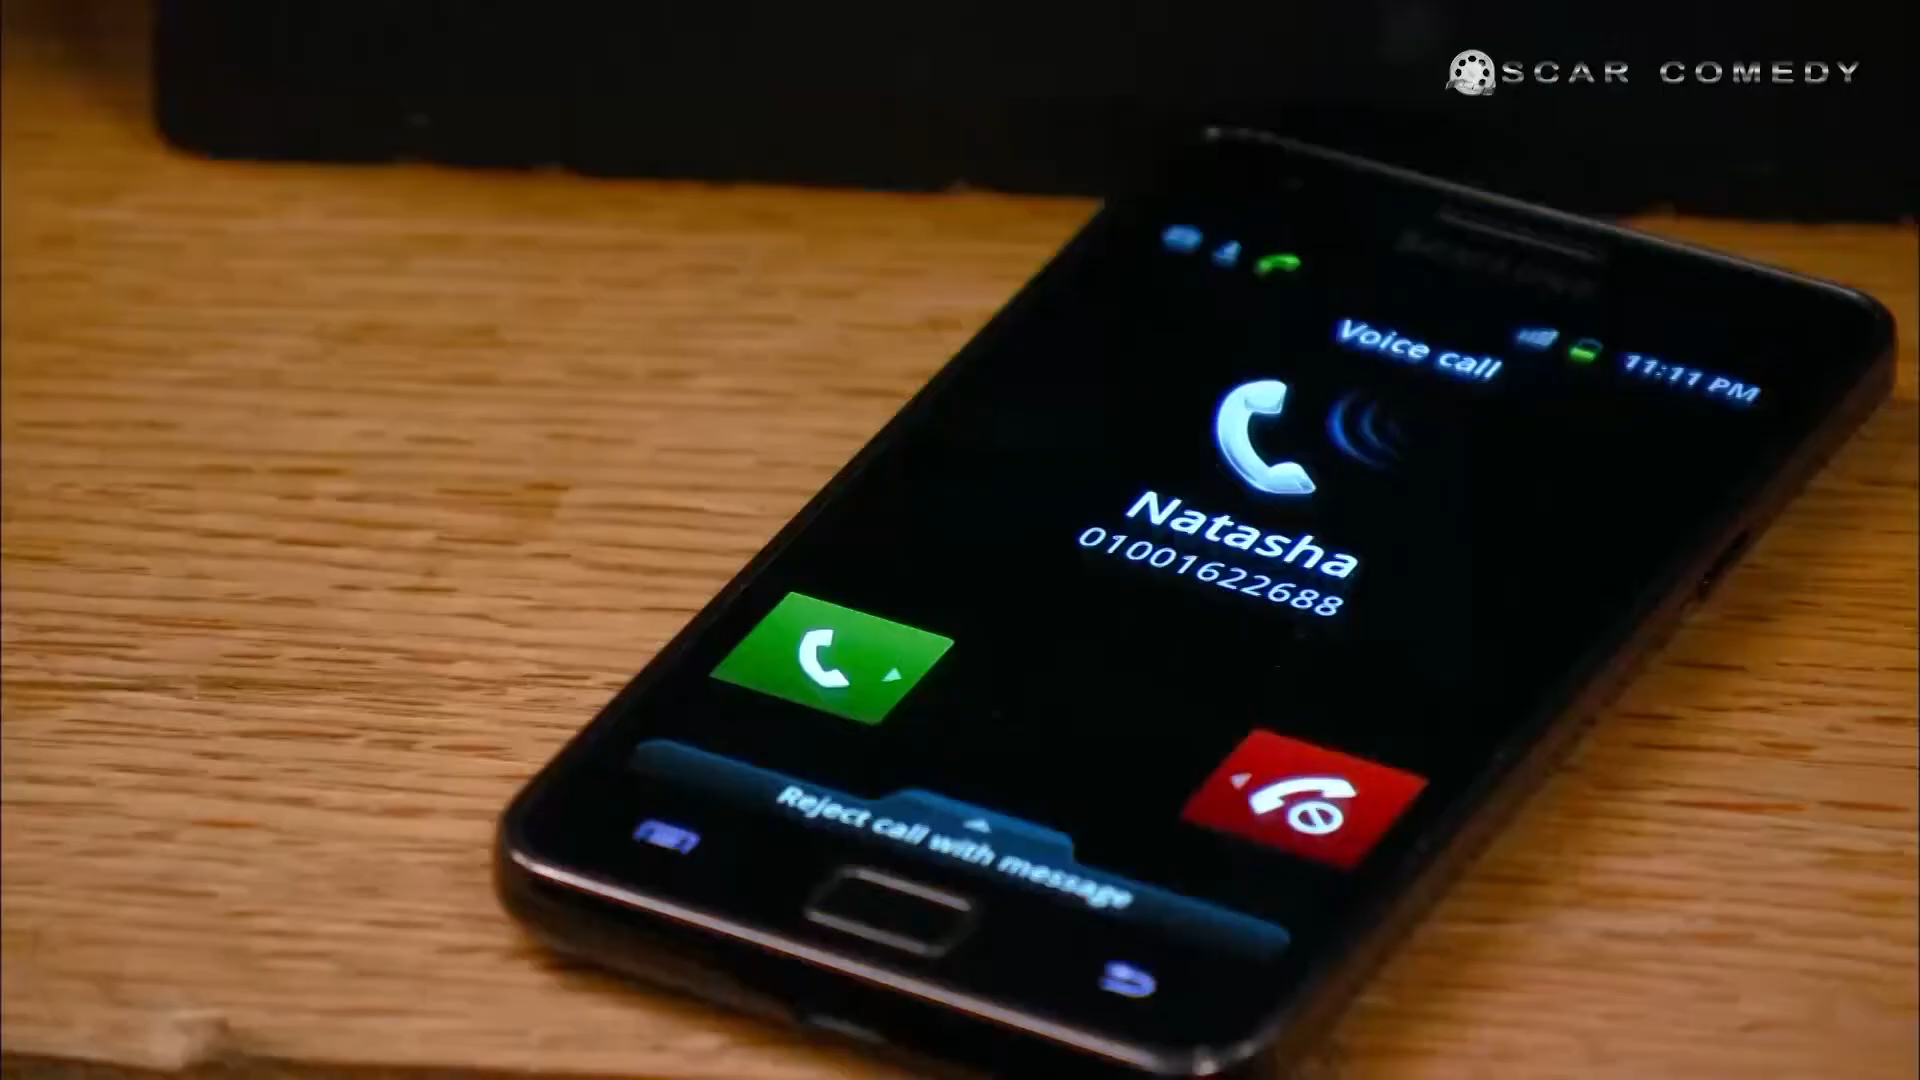 SCAR COMEDY
Voice call
11:11 PM
Natasha
01001622688
Reject call with message